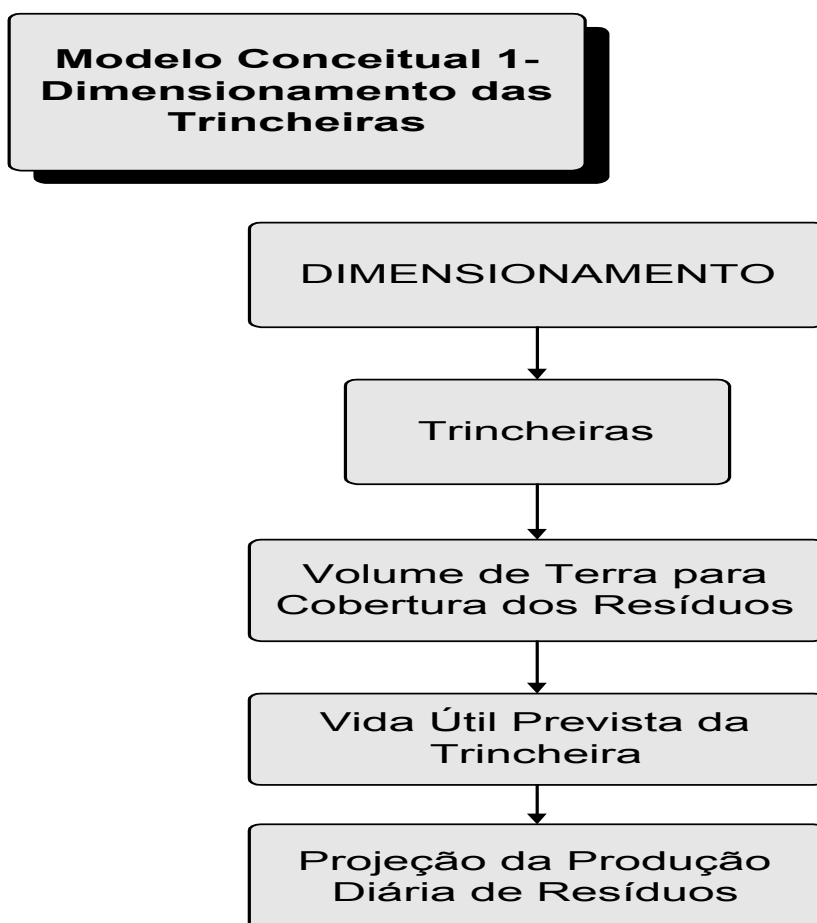 Modelo Conceitual 1-
Dimensionamento das
Trincheiras
DIMENSIONAMENTO
Trincheiras
Volume de Terra para
Cobertura dos Resíduos
Vida Útil Prevista da
Trincheira
Projeção da Produção
Diária de Resíduos